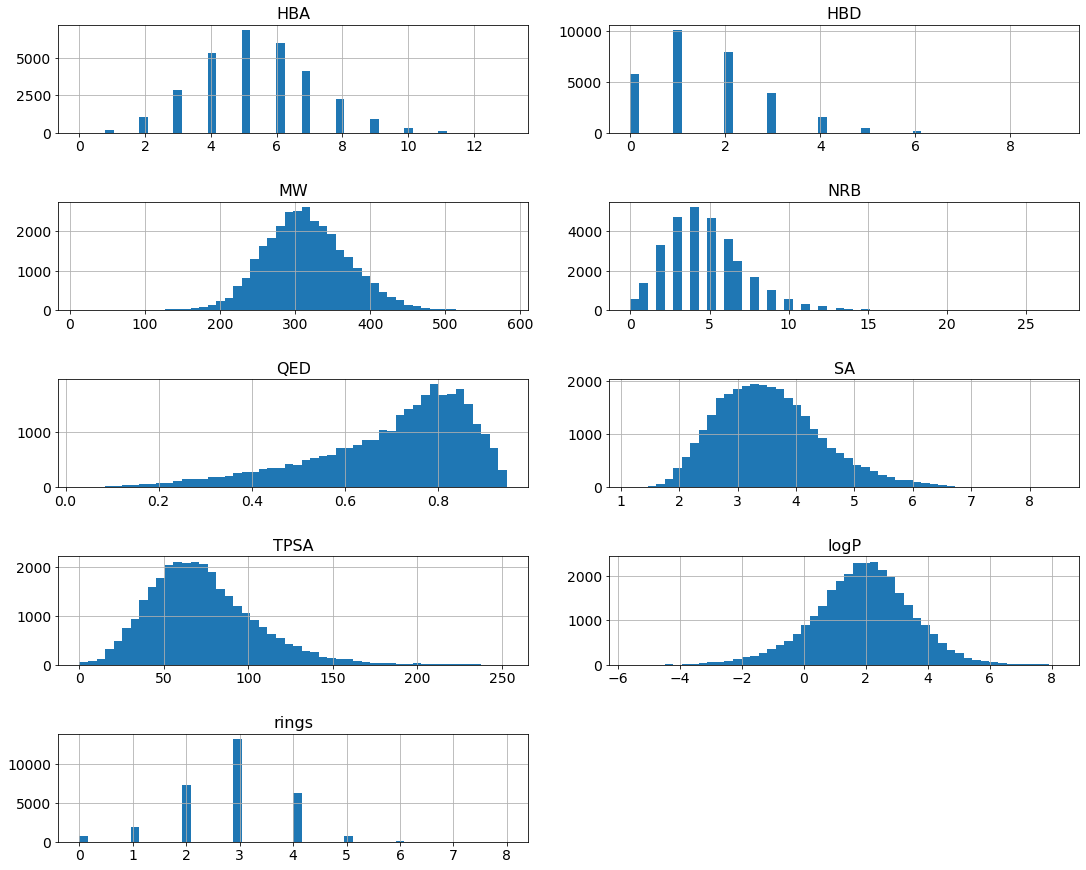 HBA
5000
2500
0
0 2 4 6 8 10 12
HBD
10000
5000
0
0 2 4 6 8
MW
2000
1000
0
0 100 200 300 400 500 600
NRB
4000
2000
0
0 5 10 15 20 25
QED
1000
0
0.0 0.2 0.4 0.6 0.8
SA
2000
1000
0
1 2 3 4 5 6 7 8
TPSA
2000
1000
0
0 50 100 150 200 250
logP
2000
1000
0
−6 −4 −2 0 2 4 6 8
rings
10000
5000
0
0 1 2 3 4 5 6 7 8